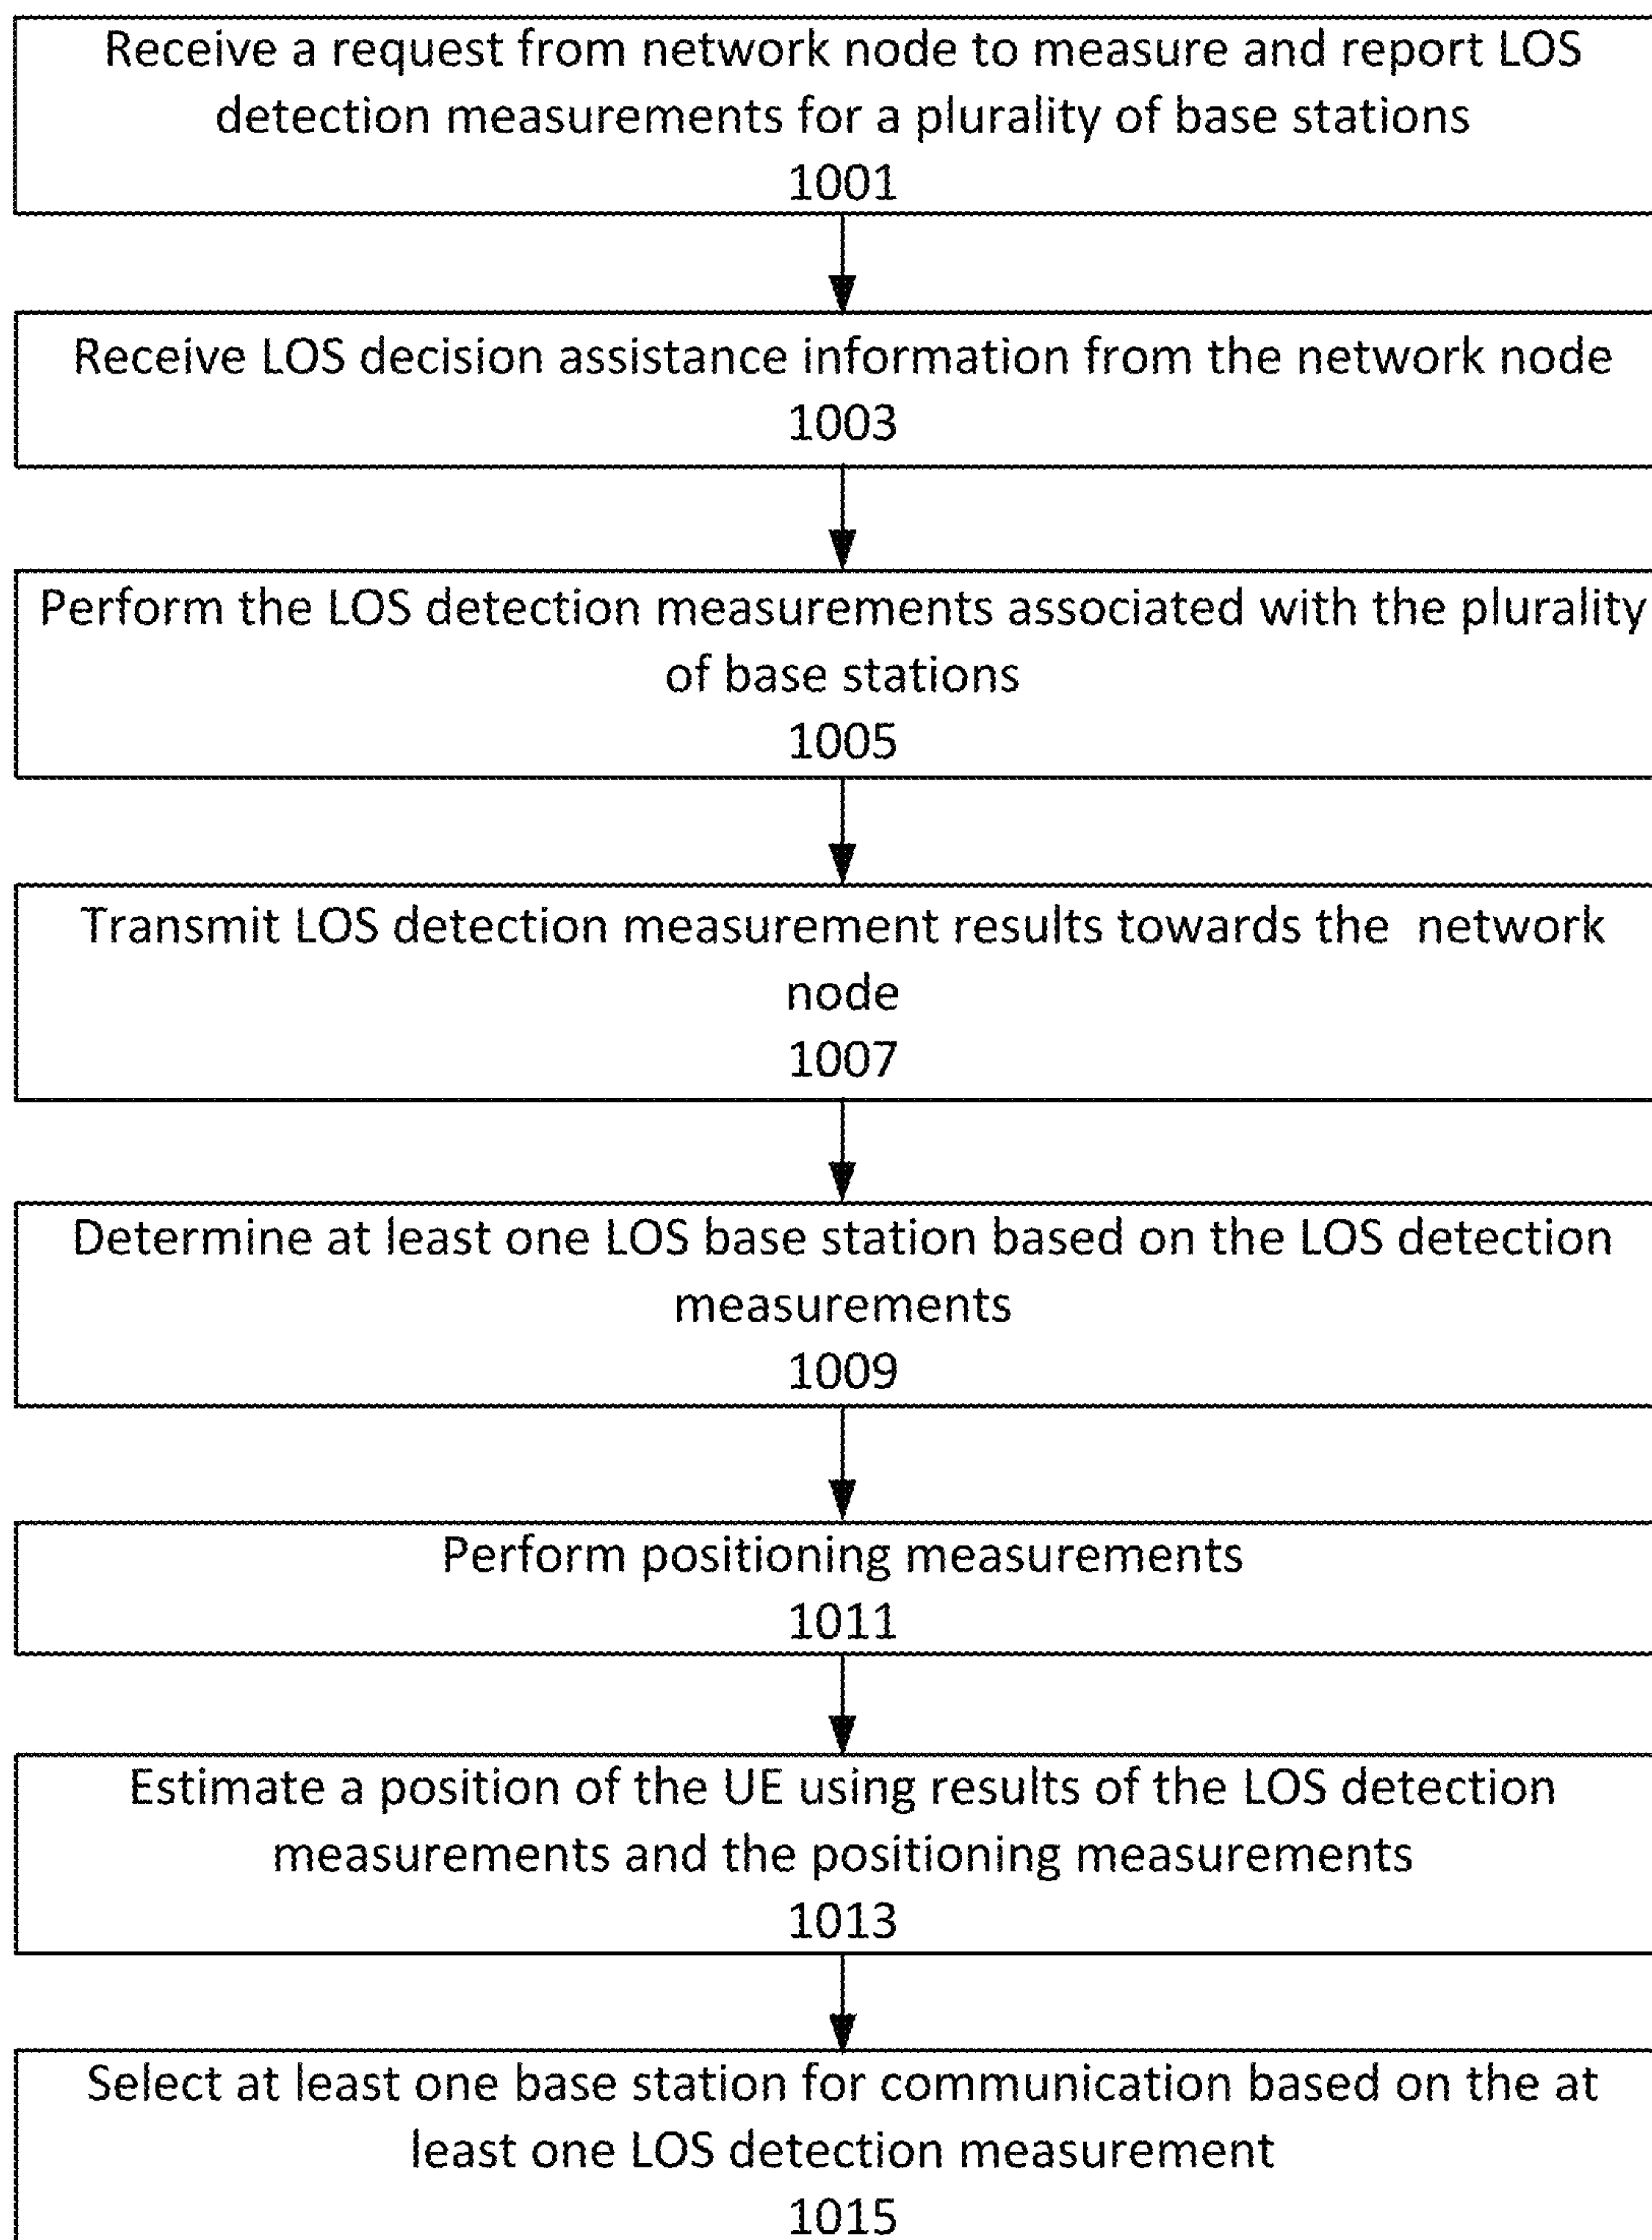 Receive a request from network node to measure and report LOS
detection measurements for a plurality of base stations
1001
Receive LOS decision assistance information from the network node
1003
Perform the LOS detection measurements associated with the plurality
of base stations
1005
Transmit LOS detection measurement results towards the network
node
1007
Determine at least one LOS base station based on the LOS detection
measurements
1009
Perform positioning measurements
1011
Estimate a position of the UE using results of the LOS detection
measurements and the positioning measurements
1013
Select at least one base station for communication based on the at
least one LOS detection measurement
1015